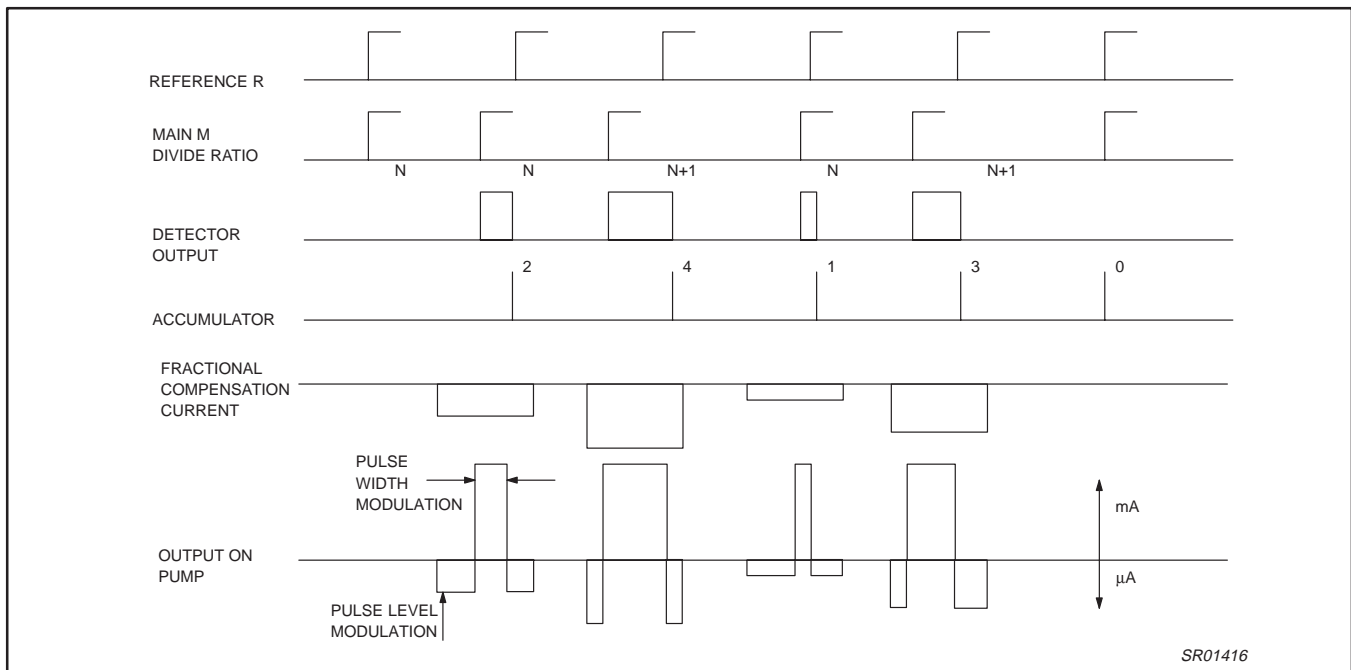 REFERENCE R
MAIN M
DIVIDE RATIO
N
N
N+1
N
N+1
DETECTOR
OUTPUT
2
4
1
3
0
ACCUMULATOR
FRACTIONAL
COMPENSATION
CURRENT
PULSE
WIDTH
MODULATION
mA
OUTPUT ON
PUMP
µA
PULSE LEVEL
MODULATION
SR01416